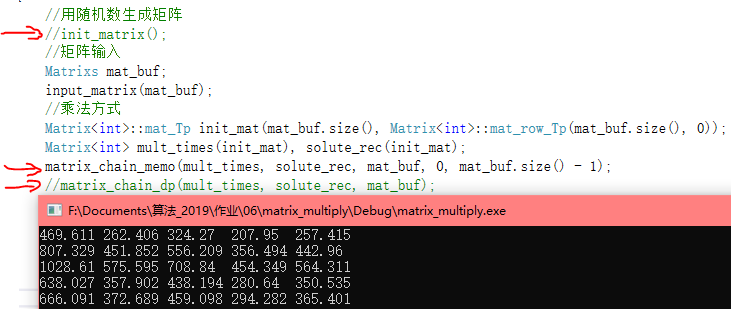 //用随机数生成矩阵
//init_matrix();
//矩阵输入
Matrixs mat_buf;
input_matrix(mat_buf);
//乘法方式
Matrix<int>::mat_Tp init_mat(mat_buf.size(), Matrix<int>::mat_row_Tp(mat_buf.size(), 0));
Matrix<int> mult_times(init_mat), solute_rec(init_mat);
matrix_chain_memo(mult_times, solute_rec, mat_buf, 0, mat_buf.size() - 1);
//matrix_chain_dp(mult_times, solute_rec, mat_buf);
F:\Documents\算法_2019\作业\06\matrix_multiply\Debug\matrix_multiply.exe
469.611 262.406 324.27 207.95 257.415
807.329 451.852 556.209 356.494 442.96
1028.61 575.595 708.84 454.349 564.311
638.027 357.902 438.194 280.64 350.535
666.091 372.689 459.098 294.282 365.401